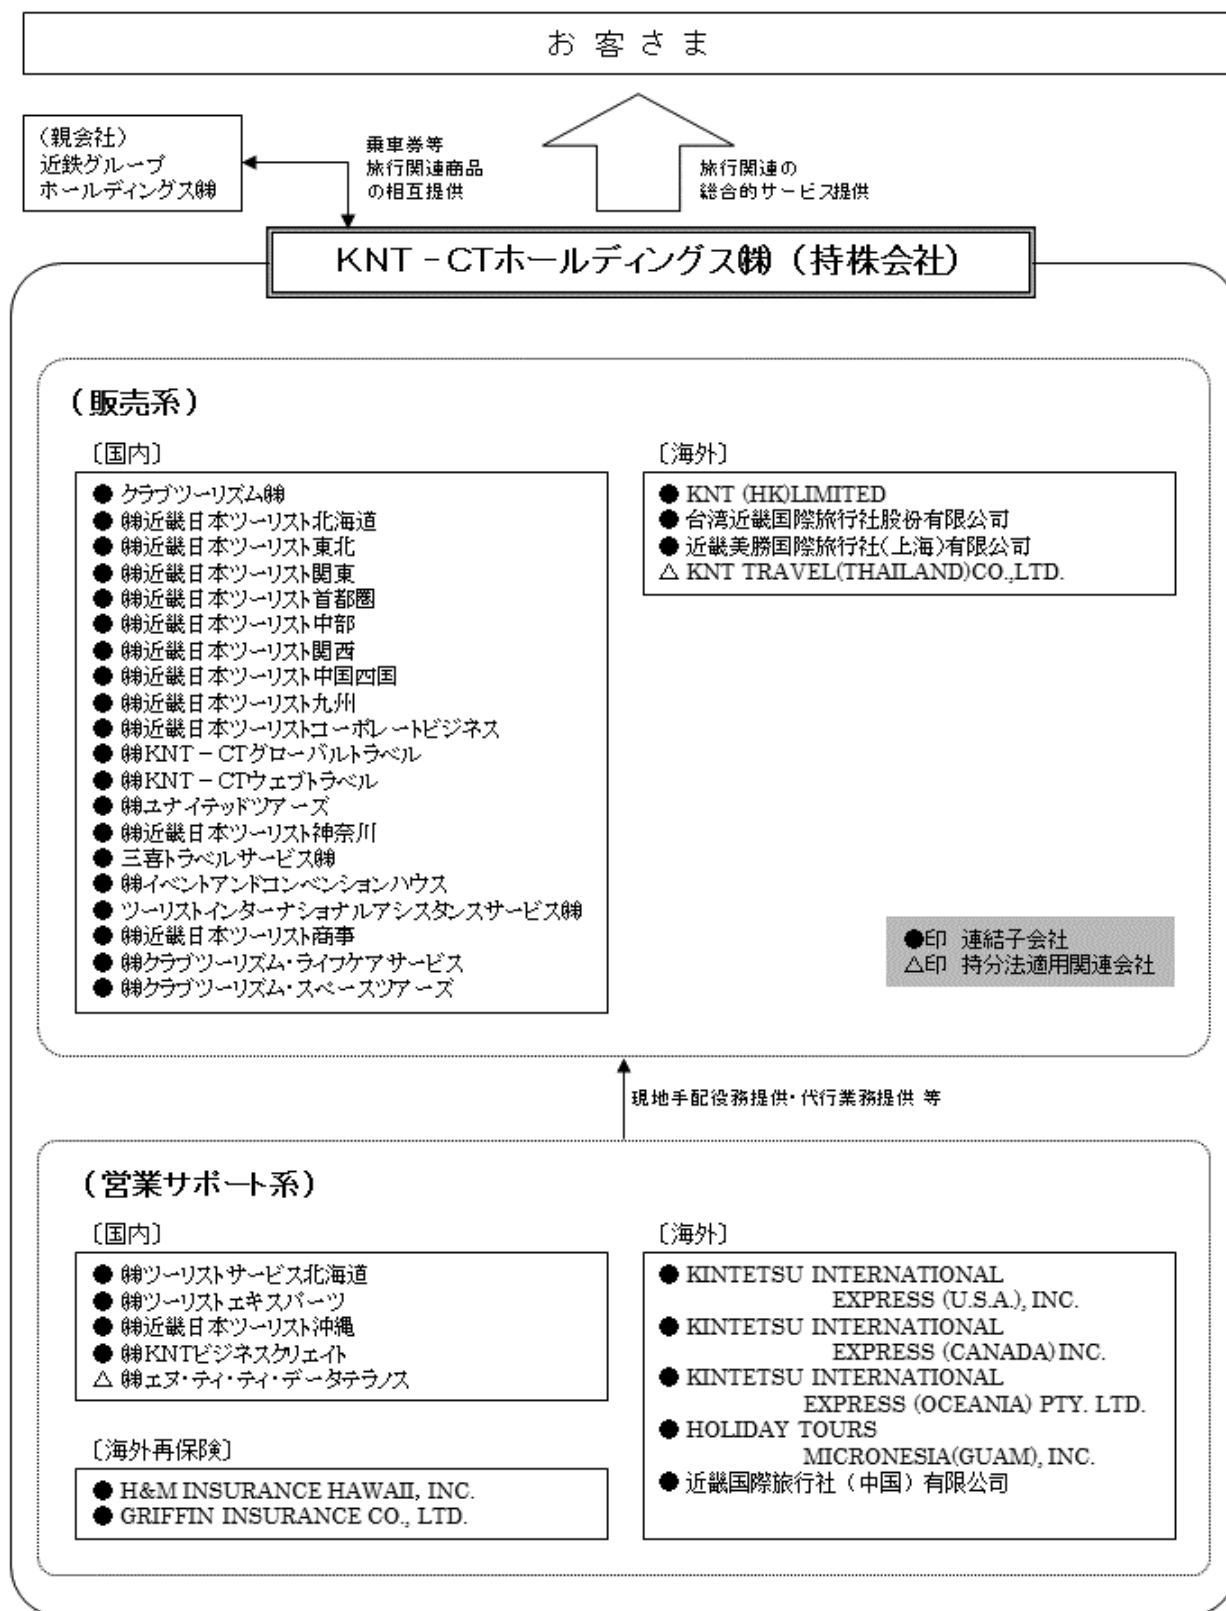 お 客 さ ま
(親会社)
近鉄グループ
ホールディングス㈱
乗車券等
旅行関連商品
の相互提供
旅行関連の
総合的サービス提供
KNT－CTホールディングス㈱（持株会社）
（販売系）
〔国内〕
● クラブツーリズム㈱
● ㈱近畿日本ツーリスト北海道
● ㈱近畿日本ツーリスト東北
● ㈱近畿日本ツーリスト関東
● ㈱近畿日本ツーリスト首都圏
● ㈱近畿日本ツーリスト中部
● ㈱近畿日本ツーリスト関西
● ㈱近畿日本ツーリスト中国四国
● ㈱近畿日本ツーリスト九州
● ㈱近畿日本ツーリストコーポレートビジネス
● ㈱KNT－CTグローバルトラベル
● ㈱KNT－CTウェブトラベル
● ㈱ユナイテッドツアーズ
● ㈱近畿日本ツーリスト神奈川
● 三喜トラベルサービス㈱
● ㈱イベントアンドコンベンションハウス
● ツーリストインターナショナルアシスタンスサービス㈱
● ㈱近畿日本ツーリスト商事
● ㈱クラブツーリズム・ライフケアサービス
● ㈱クラブツーリズム・スペースツアーズ
〔海外〕
● KNT (HK)LIMITED
● 台湾近畿国際旅行社股份有限公司
● 近畿美勝国際旅行社(上海)有限公司
△ KNT TRAVEL(THAILAND)CO.,LTD.
●印 連結子会社
△印 持分法適用関連会社
現地手配役務提供・代行業務提供 等
（営業サポート系）
〔国内〕
● ㈱ツーリストサービス北海道
● ㈱ツーリストエキスパーツ
● ㈱近畿日本ツーリスト沖縄
● ㈱KNTビジネスクリエイト
△ ㈱エヌ・ティ・ティ・データテラノス
〔海外再保険〕
● H&M INSURANCE HAWAII, INC.
● GRIFFIN INSURANCE CO., LTD.
〔海外〕
● KINTETSU INTERNATIONAL
EXPRESS (U.S.A.), INC.
● KINTETSU INTERNATIONAL
EXPRESS (CANADA) INC.
● KINTETSU INTERNATIONAL
EXPRESS (OCEANIA) PTY. LTD.
● HOLIDAY TOURS
MICRONESIA(GUAM), INC.
● 近畿国際旅行社（中国）有限公司